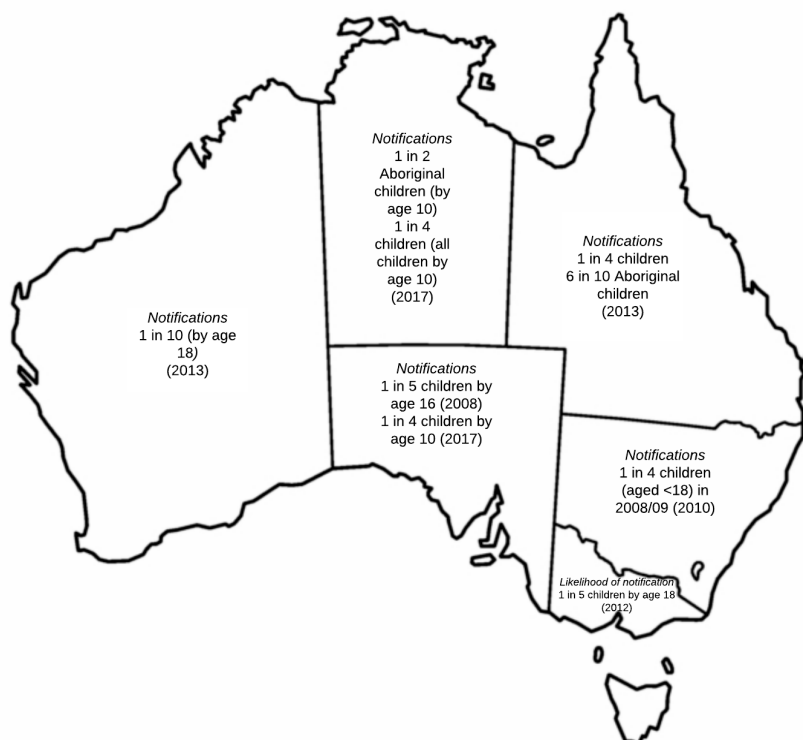 Notifications
1 in 2
Aboriginal
children (by
age 10)
1 in 4
children (all
children by
age 10)
(2017)
Notifications
1 in 4 children
6 in 10 Aboriginal
children
(2013)
Notifications
1 in 10 (by age
18)
(2013)
Notifications
1 in 5 children by
age 16 (2008)
1 in 4 children by
age 10 (2017)
Notifications
1 in 4 children
(aged <18) in
2008/09 (2010)
Likelihood of notification
1 in 5 children by age 18
(2012)